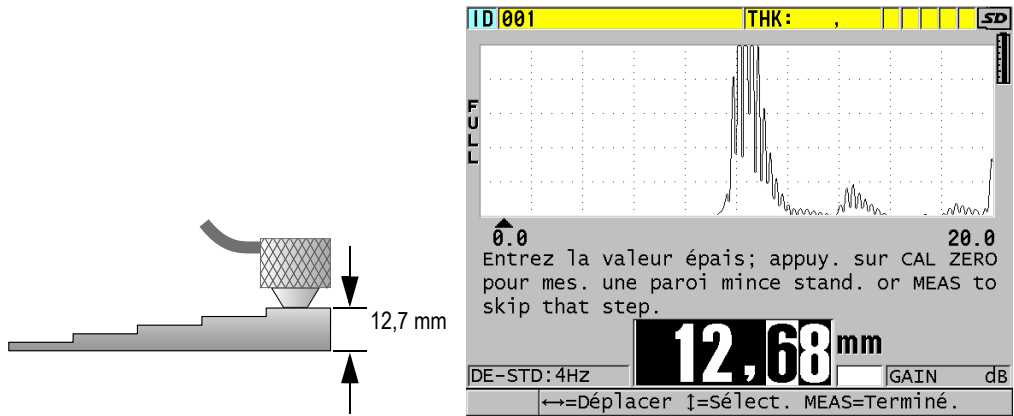 12,7 mm
ID 001 THK: , SD
FULL
0.0 20.0
Entrez la valeur épais; appuy. sur CAL ZERO
pour mes. une paroi mince stand. or MEAS to
skip that step.
12,68 mm
DE-STD:4Hz GAIN dB
↔=Déplacer ↕=Sélect. MEAS=Terminé.